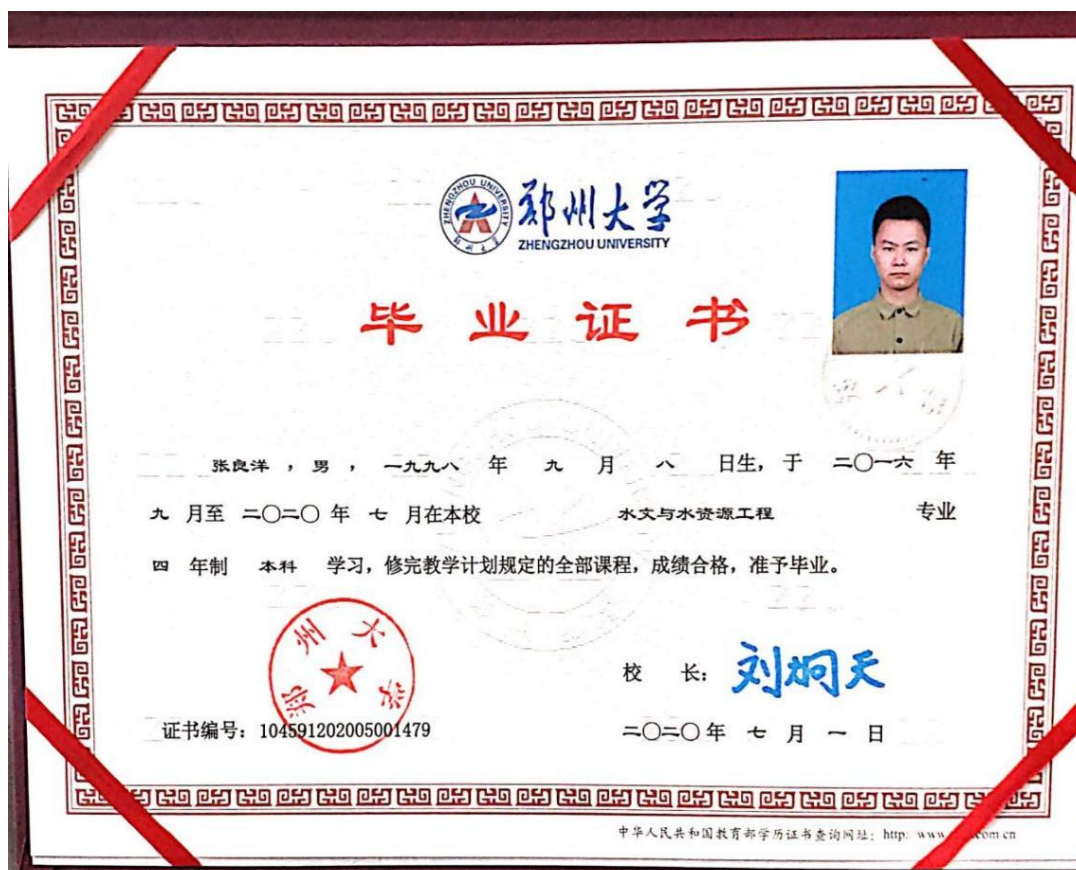 郑州大学
ZHENGZHOU UNIVERSITY
毕业证书
张良洋 ，男 ， 一九九八 年 九 月 八 日生，于 二〇一六 年
九 月至 二〇二〇 年 七 月在本校 水文与水资源工程 专业
四 年制 本科 学习，修完教学计划规定的全部课程，成绩合格，准予毕业。
郑州大学
校 长：刘炯天
证书编号：104591202005001479
二〇二〇年 七 月 一 日
中华人民共和国教育部学历证书查询网址：http: www com cn